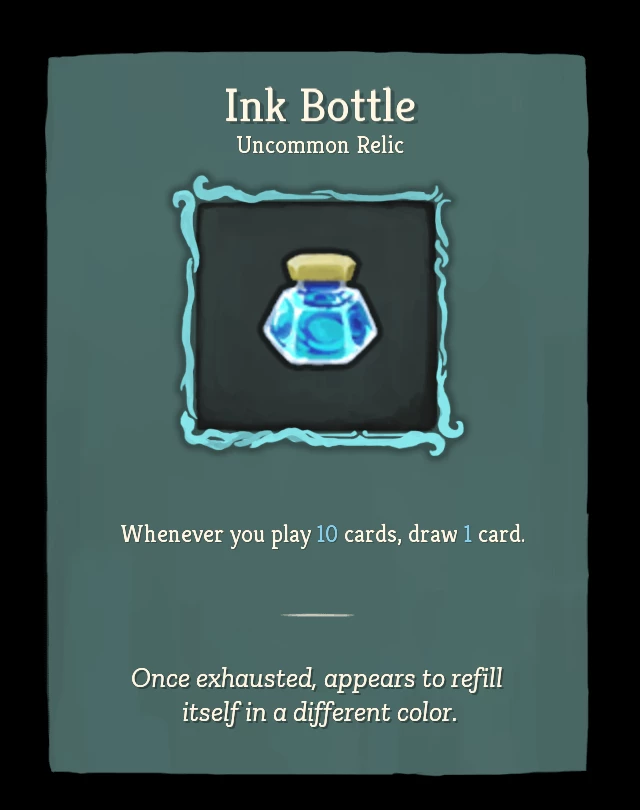 Ink Bottle
Uncommon Relic
Whenever you play 10 cards, draw 1 card.
Once exhausted, appears to refill
itself in a different color.